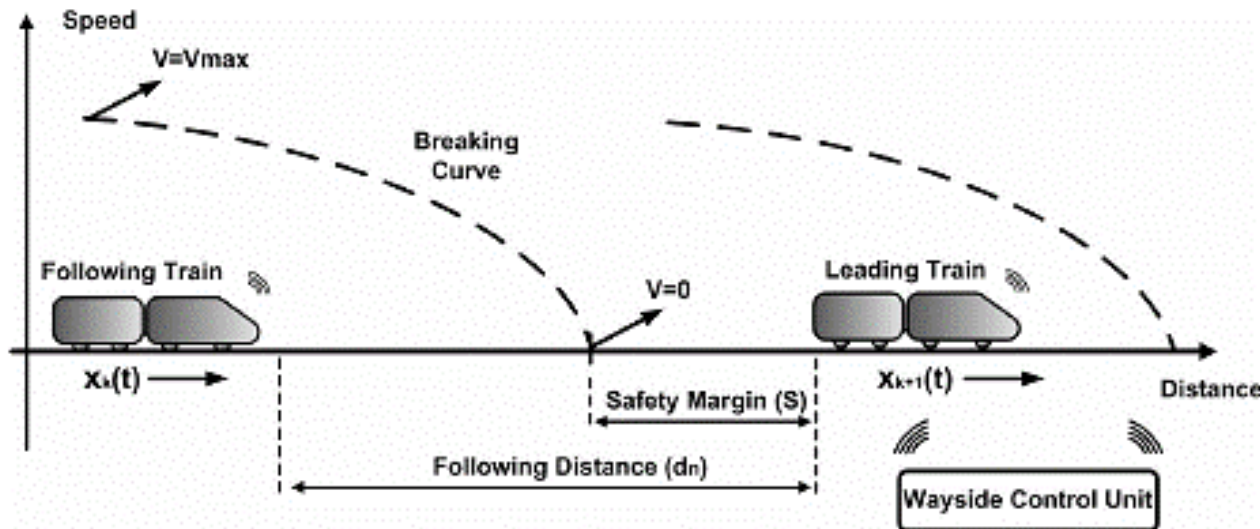 Speed
V=Vmax
Breaking
Curve
Following Train
Leading Train
V=0
xₖ(t)
xₖ₊₁(t)
Distance
Safety Margin (S)
Following Distance (dₙ)
Wayside Control Unit